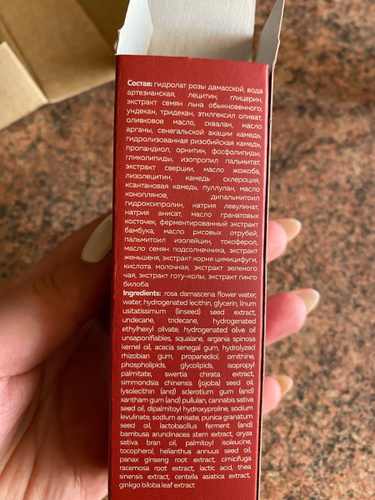 Состав: гидролат розы дамасской, вода
артезианская, лецитин, глицерин,
экстракт семян льна обыкновенного,
ундекан, тридекан, этилгексил оливат,
оливковое масло, сквалан, масло
арганы, сенегальской акации камедь,
гидролизованная ризобийская камедь,
пропандиол, орнитин, фосфолипиды,
гликолипиды, изопропил пальмитат,
экстракт сверции, масло жожоба,
лизолецитин, камедь склероции,
ксантановая камедь, пуллулан, масло
конопляное, дипальмитоил
гидроксипролин, натрия левулинат,
натрия анисат, масло гранатовых
косточек, ферментированный экстракт
бамбука, масло рисовых отрубей,
пальмитоил изолейцин, токоферол,
масло семян подсолнечника, экстракт
женьшеня, экстракт корня цимицифуги,
кислота молочная, экстракт зеленого
чая, экстракт готу-колы, экстракт гинго
билоба
Ingredients: rosa damascena flower water,
water, hydrogenated lecithin, glycerin, linum
usitatissimum (linseed) seed extract,
undecane, tridecane, hydrogenated
ethylhexyl olivate, hydrogenated olive oil
unsaponifiables, squalane, argania spinosa
kernel oil, acacia senegal gum, hydrolyzed
rhizobian gum, propanediol, ornithine,
phospholipids, glycolipids, isopropyl
palmitate, swertia chirata extract,
simmondsia chinensis (jojoba) seed oil,
lysolecithin (and) sclerotium gum (and)
xantham gum (and) pullulan, cannabis sativa
seed oil, dipalmitoyl hydroxyproline, sodium
levulinate, sodium anisate, punica granatum
seed oil, lactobacillus ferment (and)
bambusa arundinacea stem extract, oryza
sativa bran oil, palmitoyl isoleucine,
tocopherol, helianthus annuus seed oil,
panax ginseng root extract, cimicifuga
racemosa root extract, lactic acid, thea
sinensis extract, centella asiatica extract,
ginkgo biloba leaf extract